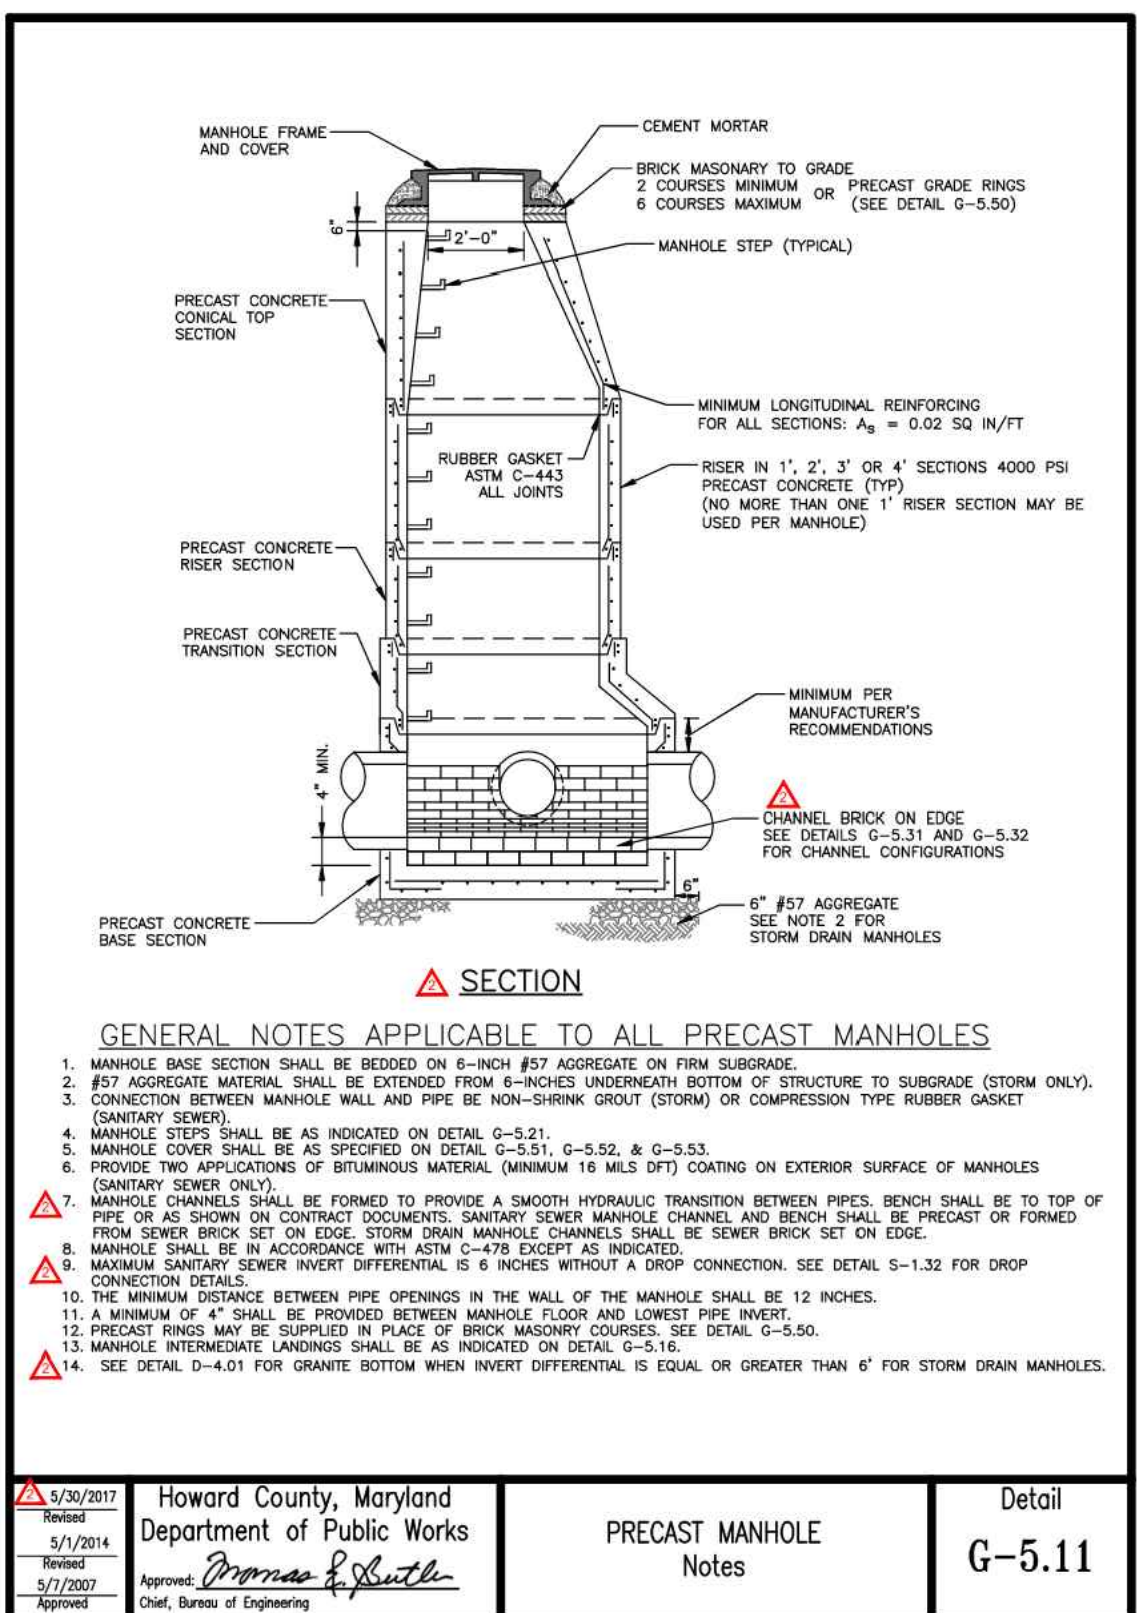 MANHOLE FRAME
AND COVER
CEMENT MORTAR
BRICK MASONARY TO GRADE
2 COURSES MINIMUM OR PRECAST GRADE RINGS
6 COURSES MAXIMUM (SEE DETAIL G-5.50)
6"
2'-0"
MANHOLE STEP (TYPICAL)
PRECAST CONCRETE
CONICAL TOP
SECTION
MINIMUM LONGITUDINAL REINFORCING
FOR ALL SECTIONS: As = 0.02 SQ IN/FT
RUBBER GASKET
ASTM C-443
ALL JOINTS
RISER IN 1', 2', 3' OR 4' SECTIONS 4000 PSI
PRECAST CONCRETE (TYP)
(NO MORE THAN ONE 1' RISER SECTION MAY BE
USED PER MANHOLE)
PRECAST CONCRETE
RISER SECTION
PRECAST CONCRETE
TRANSITION SECTION
MINIMUM PER
MANUFACTURER'S
RECOMMENDATIONS
4" MIN.
2
CHANNEL BRICK ON EDGE
SEE DETAILS G-5.31 AND G-5.32
FOR CHANNEL CONFIGURATIONS
6"
6" #57 AGGREGATE
SEE NOTE 2 FOR
STORM DRAIN MANHOLES
PRECAST CONCRETE
BASE SECTION
2 SECTION
GENERAL NOTES APPLICABLE TO ALL PRECAST MANHOLES
1. MANHOLE BASE SECTION SHALL BE BEDDED ON 6-INCH #57 AGGREGATE ON FIRM SUBGRADE.
2. #57 AGGREGATE MATERIAL SHALL BE EXTENDED FROM 6-INCHES UNDERNEATH BOTTOM OF STRUCTURE TO SUBGRADE (STORM ONLY).
3. CONNECTION BETWEEN MANHOLE WALL AND PIPE BE NON-SHRINK GROUT (STORM) OR COMPRESSION TYPE RUBBER GASKET
(SANITARY SEWER).
4. MANHOLE STEPS SHALL BE AS INDICATED ON DETAIL G-5.21.
5. MANHOLE COVER SHALL BE AS SPECIFIED ON DETAIL G-5.51, G-5.52, & G-5.53.
6. PROVIDE TWO APPLICATIONS OF BITUMINOUS MATERIAL (MINIMUM 16 MILS DFT) COATING ON EXTERIOR SURFACE OF MANHOLES
(SANITARY SEWER ONLY).
2 7. MANHOLE CHANNELS SHALL BE FORMED TO PROVIDE A SMOOTH HYDRAULIC TRANSITION BETWEEN PIPES. BENCH SHALL BE TO TOP OF
PIPE OR AS SHOWN ON CONTRACT DOCUMENTS. SANITARY SEWER MANHOLE CHANNEL AND BENCH SHALL BE PRECAST OR FORMED
FROM SEWER BRICK SET ON EDGE. STORM DRAIN MANHOLE CHANNELS SHALL BE SEWER BRICK SET ON EDGE.
8. MANHOLE SHALL BE IN ACCORDANCE WITH ASTM C-478 EXCEPT AS INDICATED.
2 9. MAXIMUM SANITARY SEWER INVERT DIFFERENTIAL IS 6 INCHES WITHOUT A DROP CONNECTION. SEE DETAIL S-1.32 FOR DROP
CONNECTION DETAILS.
10. THE MINIMUM DISTANCE BETWEEN PIPE OPENINGS IN THE WALL OF THE MANHOLE SHALL BE 12 INCHES.
11. A MINIMUM OF 4" SHALL BE PROVIDED BETWEEN MANHOLE FLOOR AND LOWEST PIPE INVERT.
12. PRECAST RINGS MAY BE SUPPLIED IN PLACE OF BRICK MASONRY COURSES. SEE DETAIL G-5.50.
13. MANHOLE INTERMEDIATE LANDINGS SHALL BE AS INDICATED ON DETAIL G-5.16.
2 14. SEE DETAIL D-4.01 FOR GRANITE BOTTOM WHEN INVERT DIFFERENTIAL IS EQUAL OR GREATER THAN 6' FOR STORM DRAIN MANHOLES.
2 5/30/2017
Revised
5/1/2014
Revised
5/7/2007
Approved
Howard County, Maryland
Department of Public Works
Approved: Thomas E. Butler
Chief, Bureau of Engineering
PRECAST MANHOLE
Notes
Detail
G-5.11